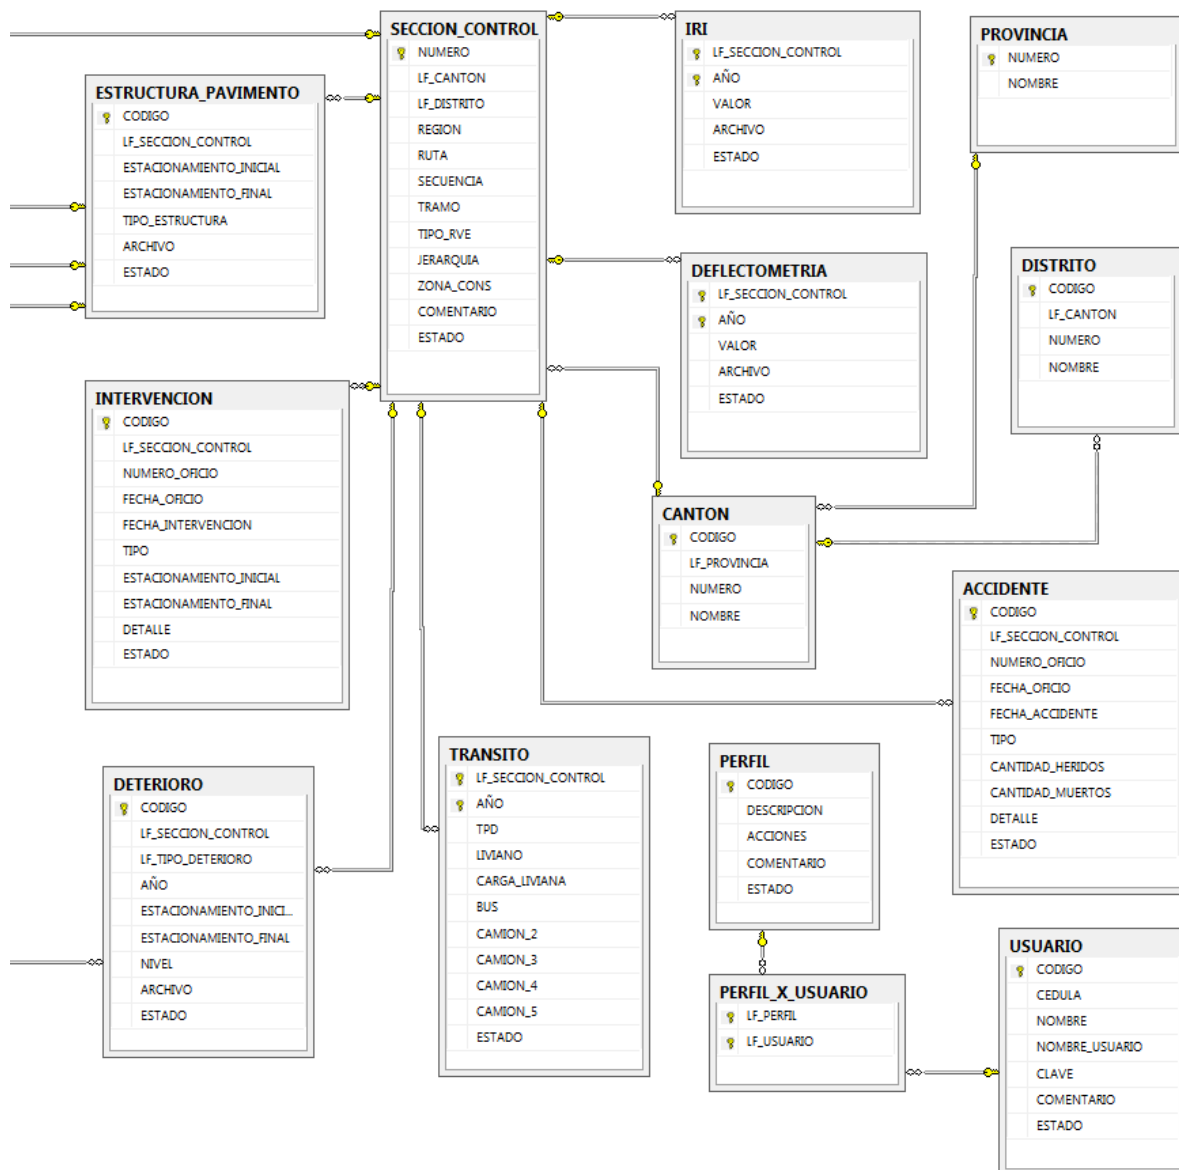 SECCION_CONTROL
NUMERO
LF_CANTON
LF_DISTRITO
REGION
RUTA
SECUENCIA
TRAMO
TIPO_RVE
JERARQUIA
ZONA_CONS
COMENTARIO
ESTADO
IRI
LF_SECCION_CONTROL
AÑO
VALOR
ARCHIVO
ESTADO
PROVINCIA
NUMERO
NOMBRE
ESTRUCTURA_PAVIMENTO
CODIGO
LF_SECCION_CONTROL
ESTACIONAMIENTO_INICIAL
ESTACIONAMIENTO_FINAL
TIPO_ESTRUCTURA
ARCHIVO
ESTADO
DEFLECTOMETRIA
LF_SECCION_CONTROL
AÑO
VALOR
ARCHIVO
ESTADO
DISTRITO
CODIGO
LF_CANTON
NUMERO
NOMBRE
INTERVENCION
CODIGO
LF_SECCION_CONTROL
NUMERO_OFICIO
FECHA_OFICIO
FECHA_INTERVENCION
TIPO
ESTACIONAMIENTO_INICIAL
ESTACIONAMIENTO_FINAL
DETALLE
ESTADO
CANTON
CODIGO
LF_PROVINCIA
NUMERO
NOMBRE
ACCIDENTE
CODIGO
LF_SECCION_CONTROL
NUMERO_OFICIO
FECHA_OFICIO
FECHA_ACCIDENTE
TIPO
CANTIDAD_HERIDOS
CANTIDAD_MUERTOS
DETALLE
ESTADO
DETERIORO
CODIGO
LF_SECCION_CONTROL
LF_TIPO_DETERIORO
AÑO
ESTACIONAMIENTO_INICI...
ESTACIONAMIENTO_FINAL
NIVEL
ARCHIVO
ESTADO
TRANSITO
LF_SECCION_CONTROL
AÑO
TPD
LIVIANO
CARGA_LIVIANA
BUS
CAMION_2
CAMION_3
CAMION_4
CAMION_5
ESTADO
PERFIL
CODIGO
DESCRIPCION
ACCIONES
COMENTARIO
ESTADO
PERFIL_X_USUARIO
LF_PERFIL
LF_USUARIO
USUARIO
CODIGO
CEDULA
NOMBRE
NOMBRE_USUARIO
CLAVE
COMENTARIO
ESTADO